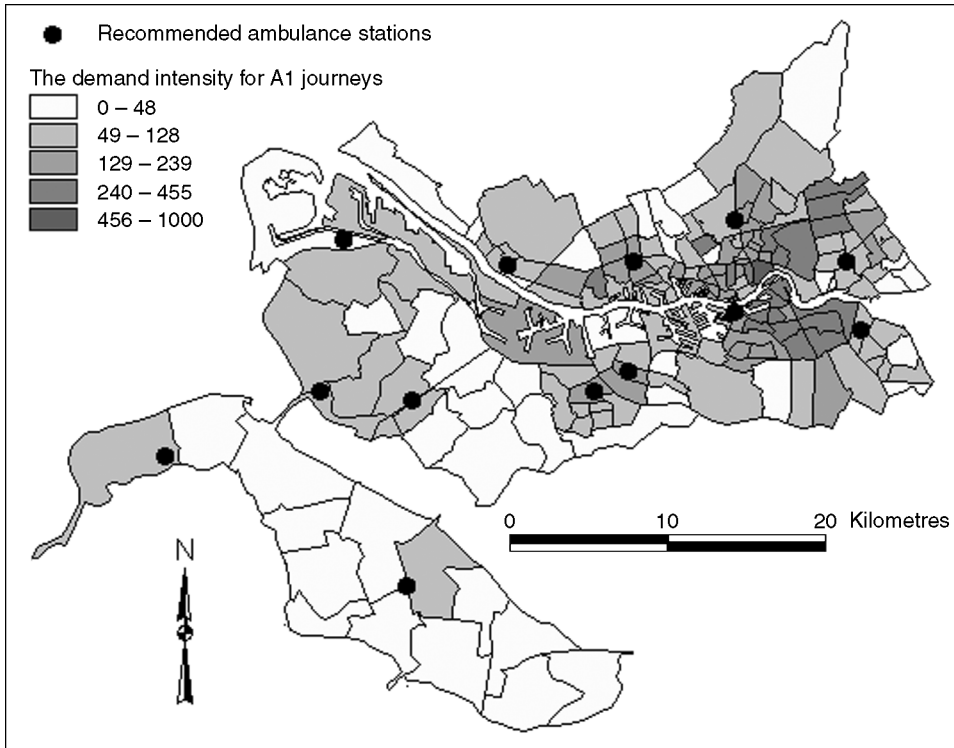 Recommended ambulance stations
The demand intensity for A1 journeys
0 – 48
49 – 128
129 – 239
240 – 455
456 – 1000
0 10 20 Kilometres
N